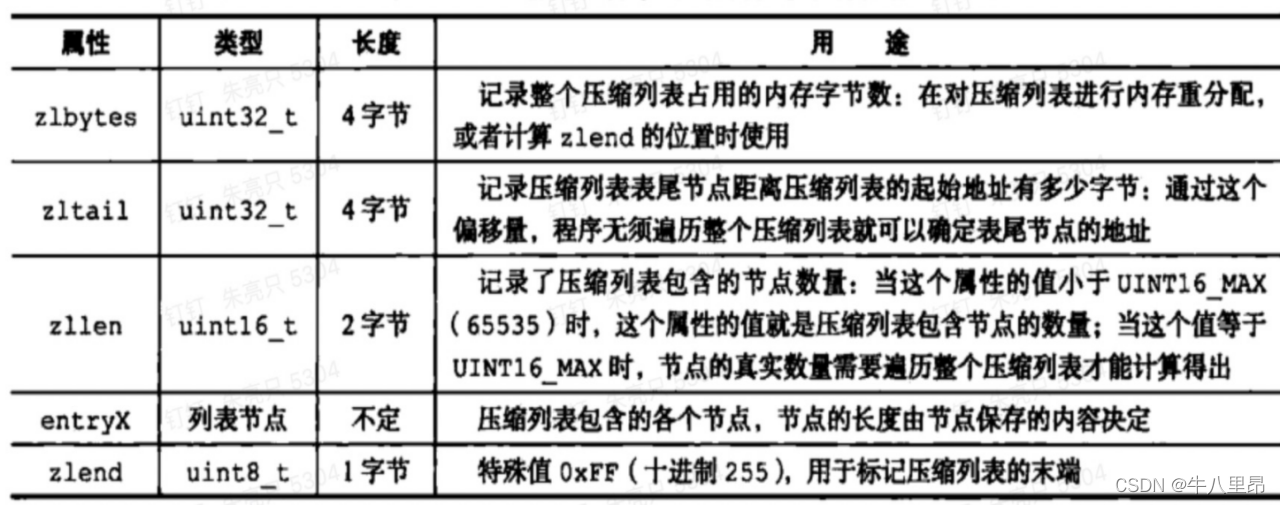 属性 类型 长度 用 途
zlbytes uint32_t 4字节 记录整个压缩列表占用的内存字节数：在对压缩列表进行内存重分配，
或者计算 zlend 的位置时使用
zltail uint32_t 4字节 记录压缩列表表尾节点距离压缩列表的起始地址有多少字节：通过这个
偏移量，程序无须遍历整个压缩列表就可以确定表尾节点的地址
zllen uint16_t 2字节 记录了压缩列表包含的节点数量：当这个属性的值小于 UINT16_MAX
（65535）时，这个属性的值就是压缩列表包含节点的数量；当这个值等于
UINT16_MAX 时，节点的真实数量需要遍历整个压缩列表才能计算得出
entryX 列表节点 不定 压缩列表包含的各个节点，节点的长度由节点保存的内容决定
zlend uint8_t 1字节 特殊值 0xFF（十进制 255），用于标记压缩列表的末端
CSDN @牛八里昂
钉钉 朱亮只 5304